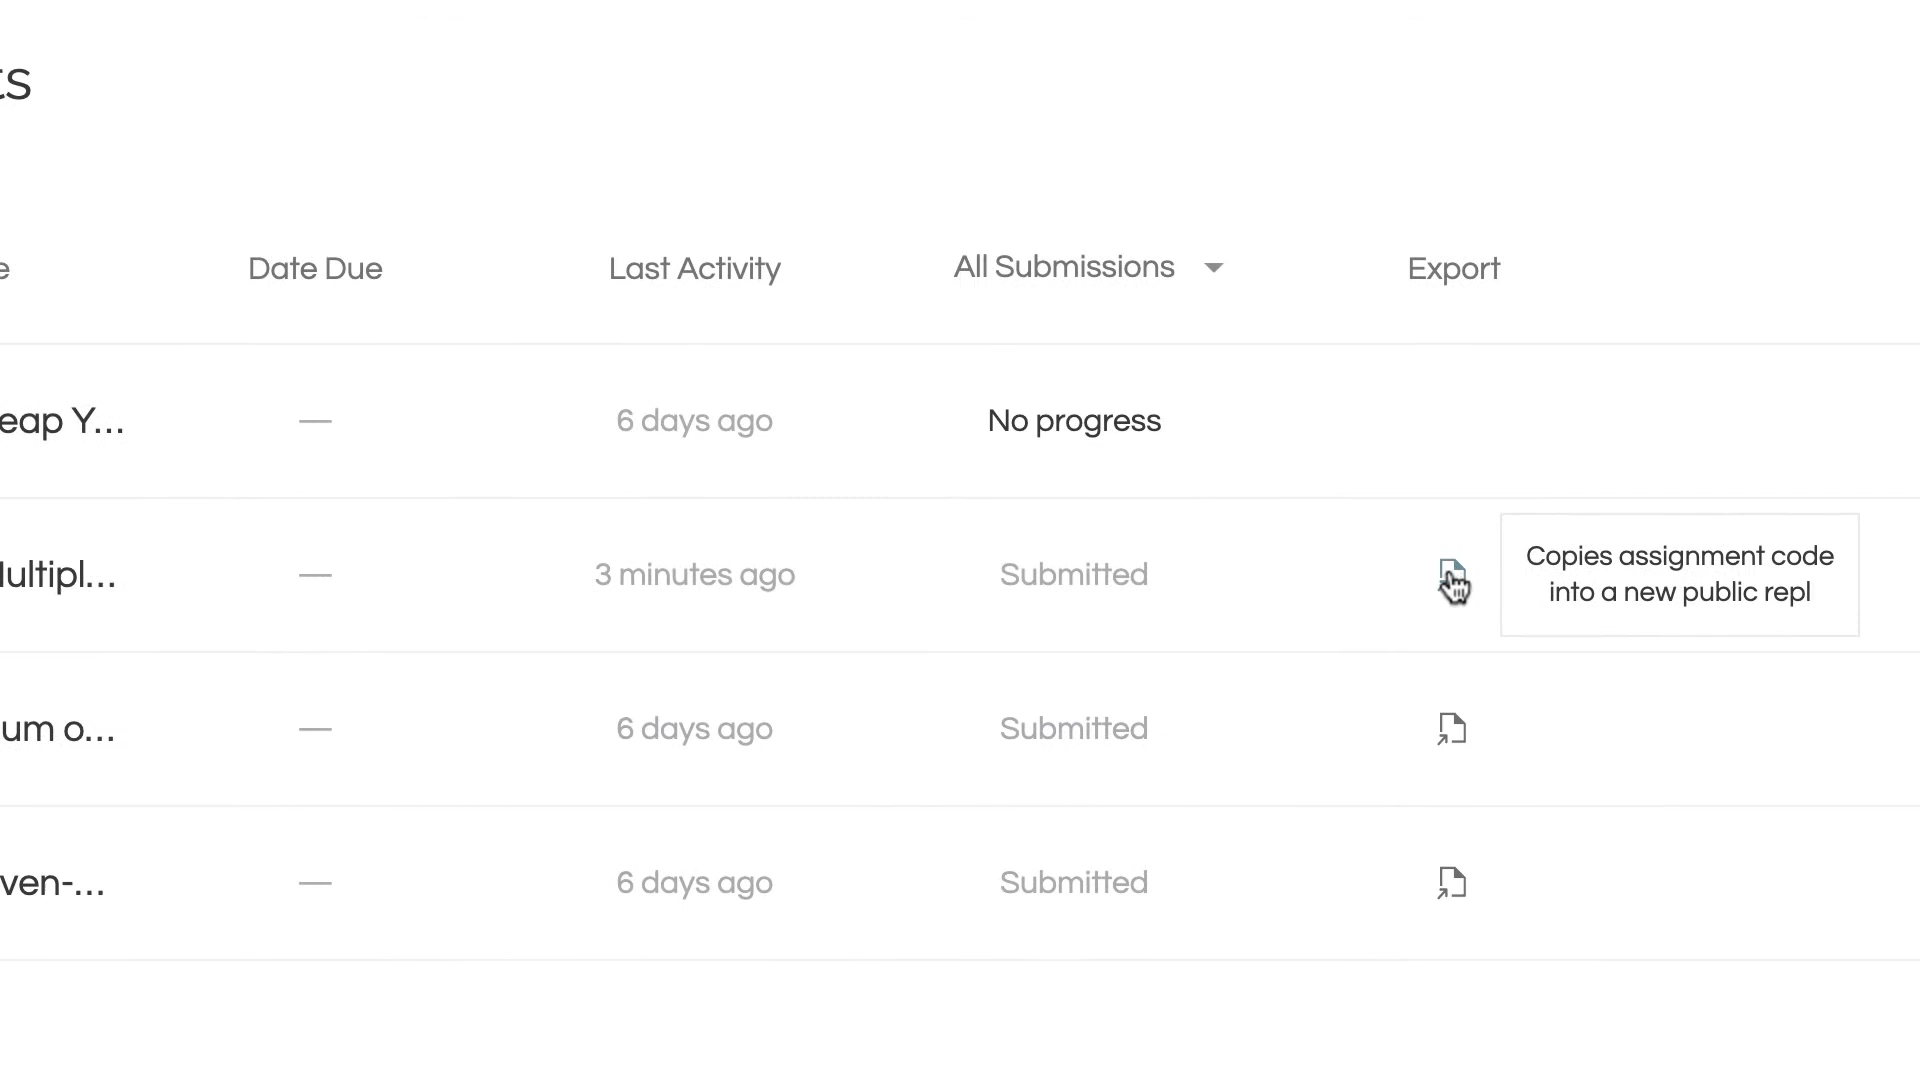 ts
e Date Due Last Activity All Submissions Export
eap Y... — 6 days ago No progress
ultipl... — 3 minutes ago Submitted
Copies assignment code
into a new public repl
um o... — 6 days ago Submitted
ven-... — 6 days ago Submitted